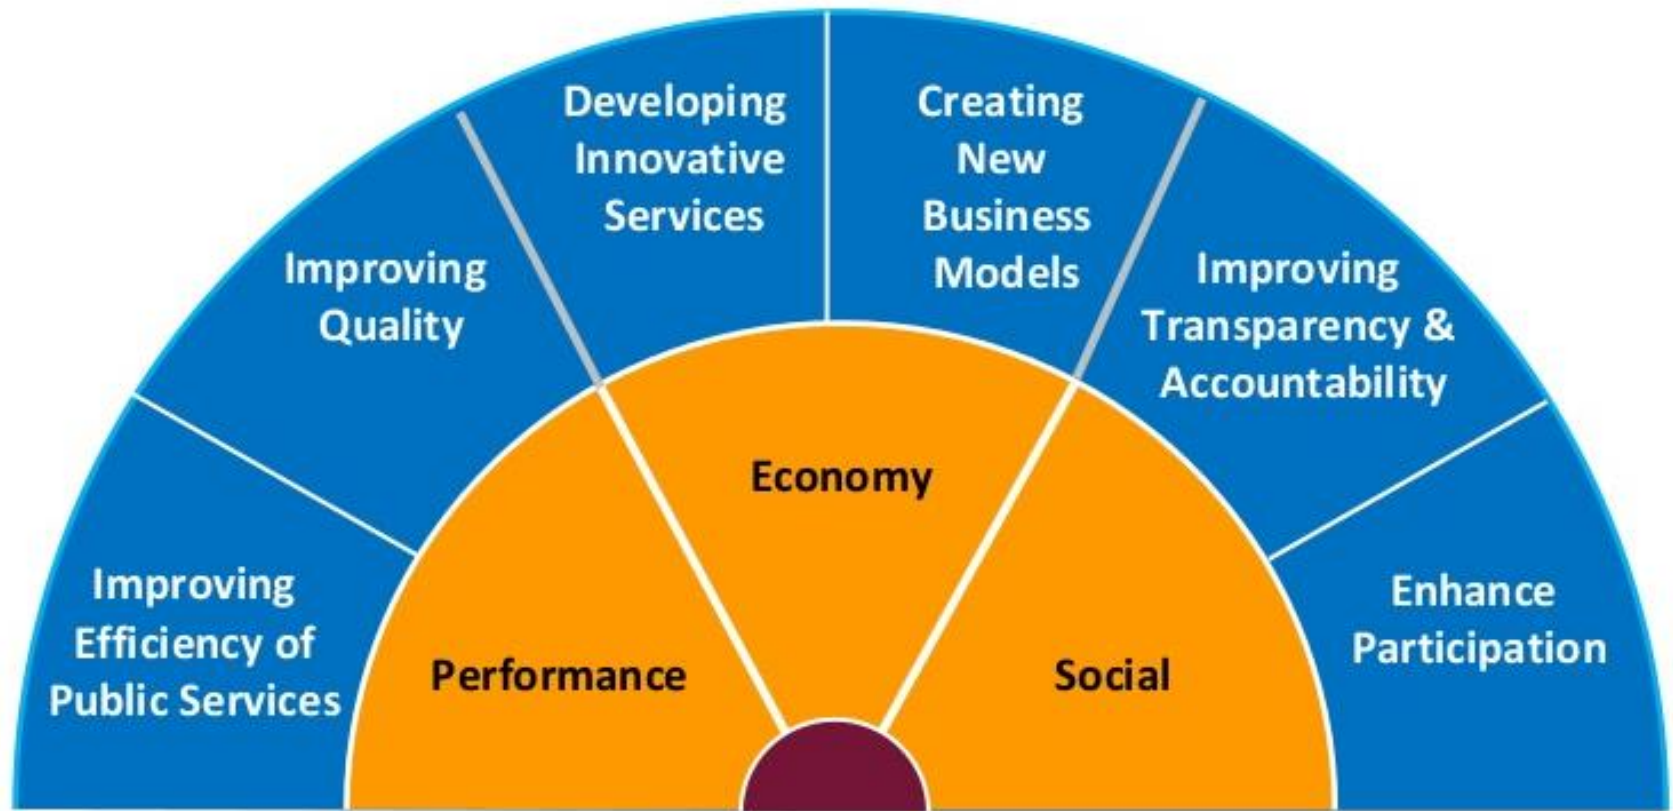 Developing
Innovative
Services
Creating
New
Business
Models
Improving
Quality
Improving
Transparency &
Accountability
Economy
Improving
Efficiency of
Public Services
Performance
Social
Enhance
Participation